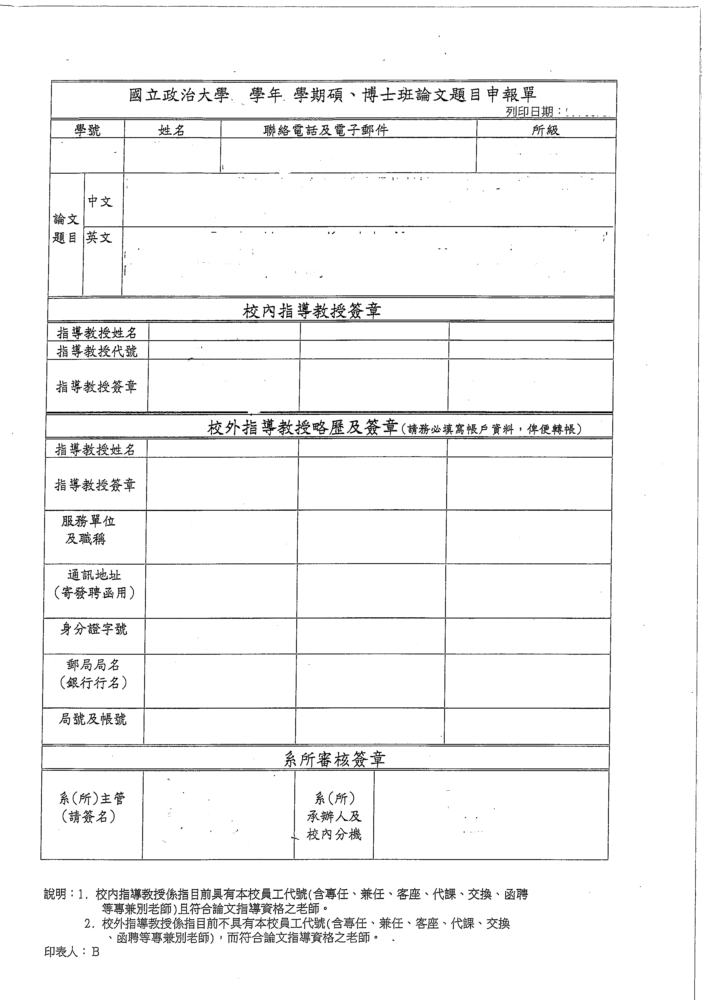 國立政治大學 學年 學期碩、博士班論文題目申報單
列印日期：
學號 姓名 聯絡電話及電子郵件 所級
論文題目
中文
英文
校內指導教授簽章
指導教授姓名
指導教授代號
指導教授簽章
校外指導教授略歷及簽章(請務必填寫帳戶資料，俾便轉帳)
指導教授姓名
指導教授簽章
服務單位
及職稱
通訊地址
(寄發聘函用)
身分證字號
郵局局名
(銀行行名)
局號及帳號
系所審核簽章
系(所)主管
(請簽名)
系(所)
承辦人及
校內分機
說明：1. 校內指導教授係指目前具有本校員工代號(含專任、兼任、客座、代課、交換、函聘
等專兼別老師)且符合論文指導資格之老師。
2. 校外指導教授係指目前不具有本校員工代號(含專任、兼任、客座、代課、交換
、函聘等專兼別老師)，而符合論文指導資格之老師。
印表人：B